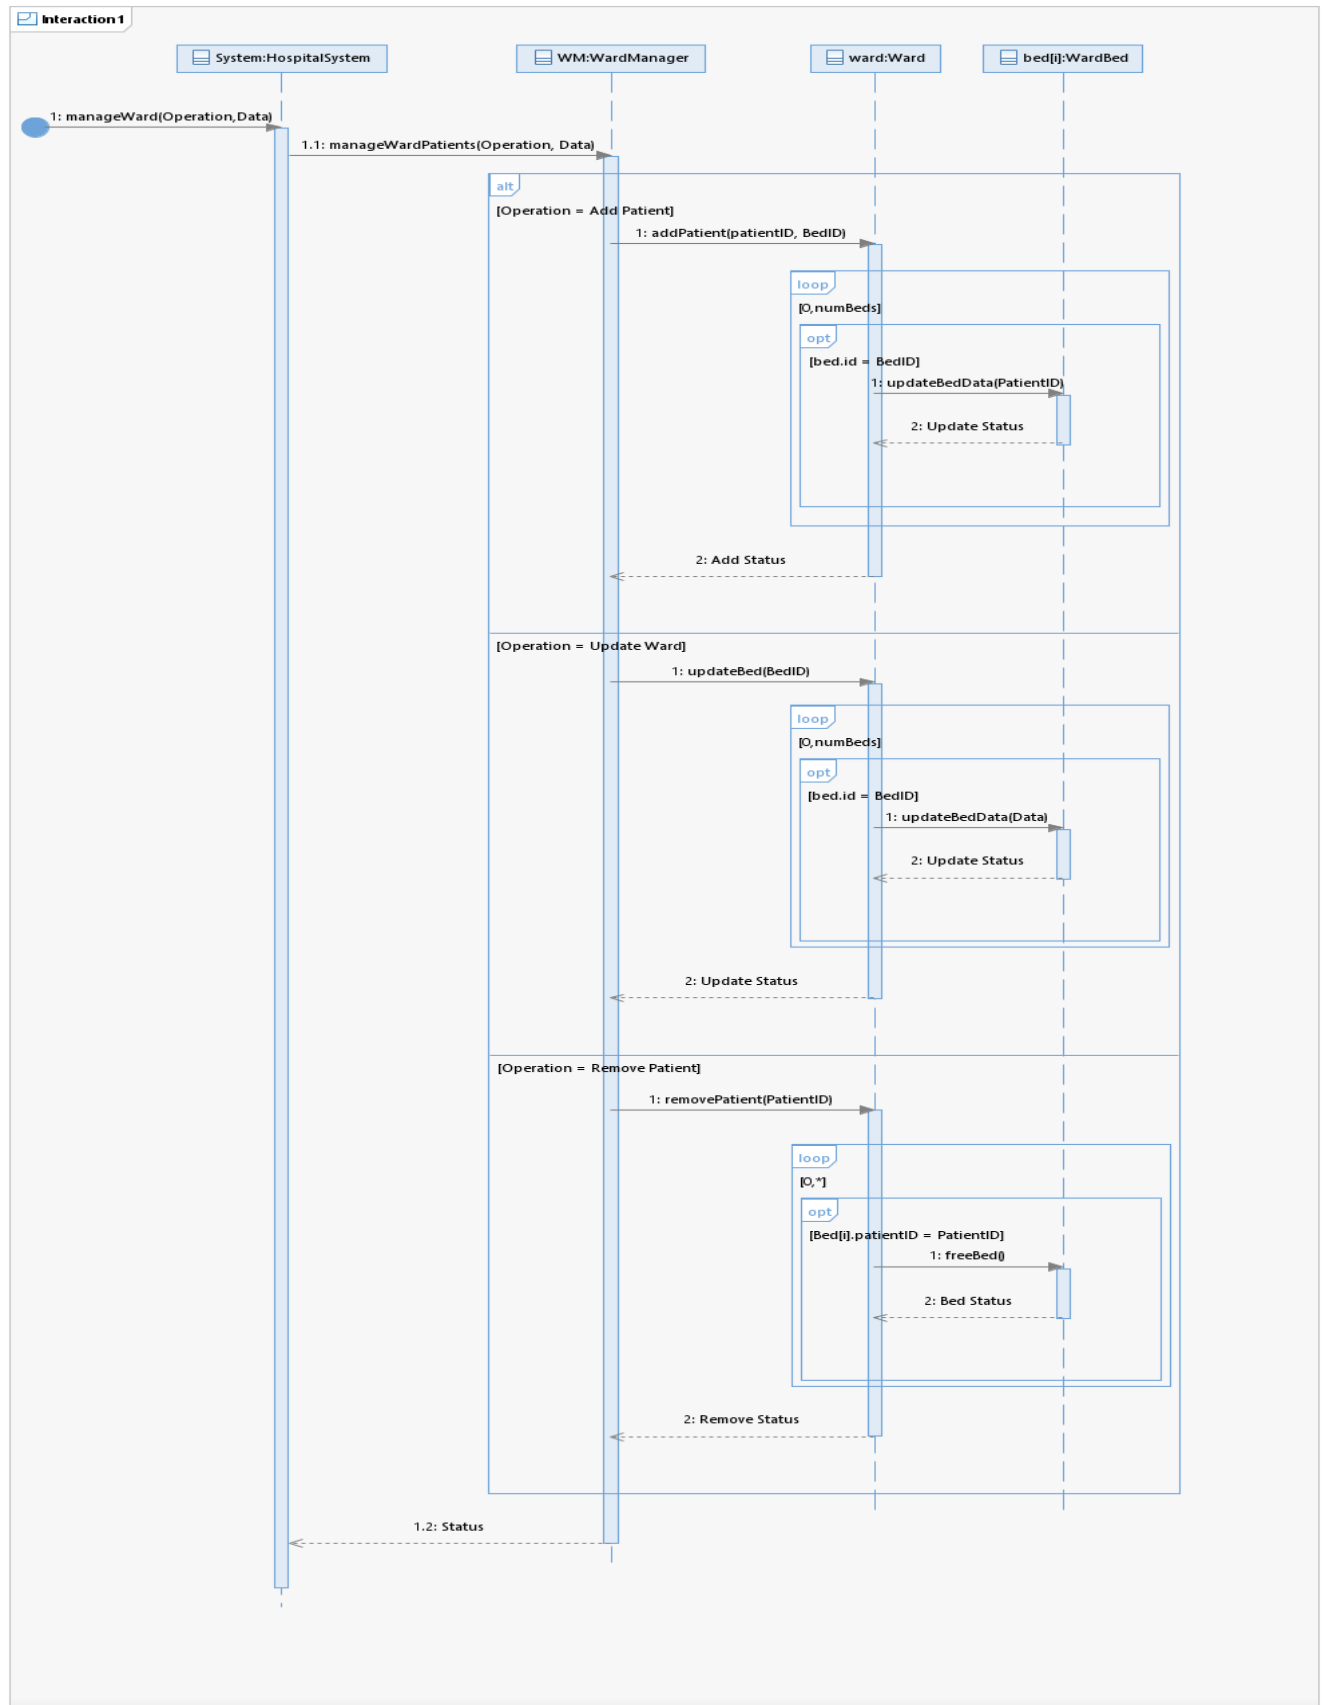 Interaction1
System:HospitalSystem
WM:WardManager
ward:Ward
bed[i]:WardBed
1: manageWard(Operation,Data)
1.1: manageWardPatients(Operation, Data)
alt
[Operation = Add Patient]
1: addPatient(patientID, BedID)
loop
[0,numBeds]
opt
[bed.id = BedID]
1: updateBedData(PatientID)
2: Update Status
2: Add Status
[Operation = Update Ward]
1: updateBed(BedID)
loop
[0,numBeds]
opt
[bed.id = BedID]
1: updateBedData(Data)
2: Update Status
2: Update Status
[Operation = Remove Patient]
1: removePatient(PatientID)
loop
[0,*]
opt
[Bed[i].patientID = PatientID]
1: freeBed()
2: Bed Status
2: Remove Status
1.2: Status